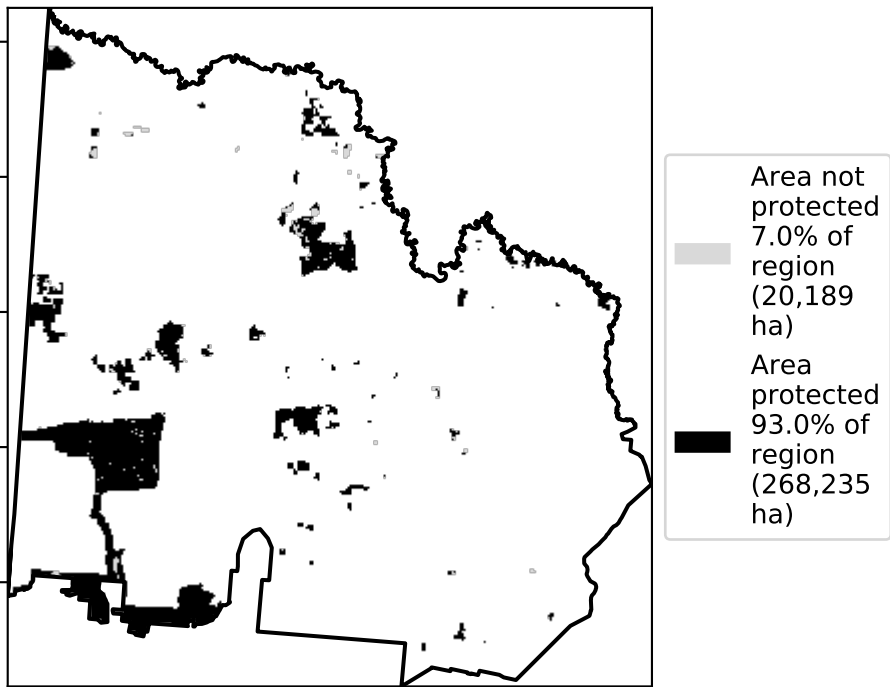 Area not
protected
7.0% of
region
(20,189
ha)
Area
protected
93.0% of
region
(268,235
ha)